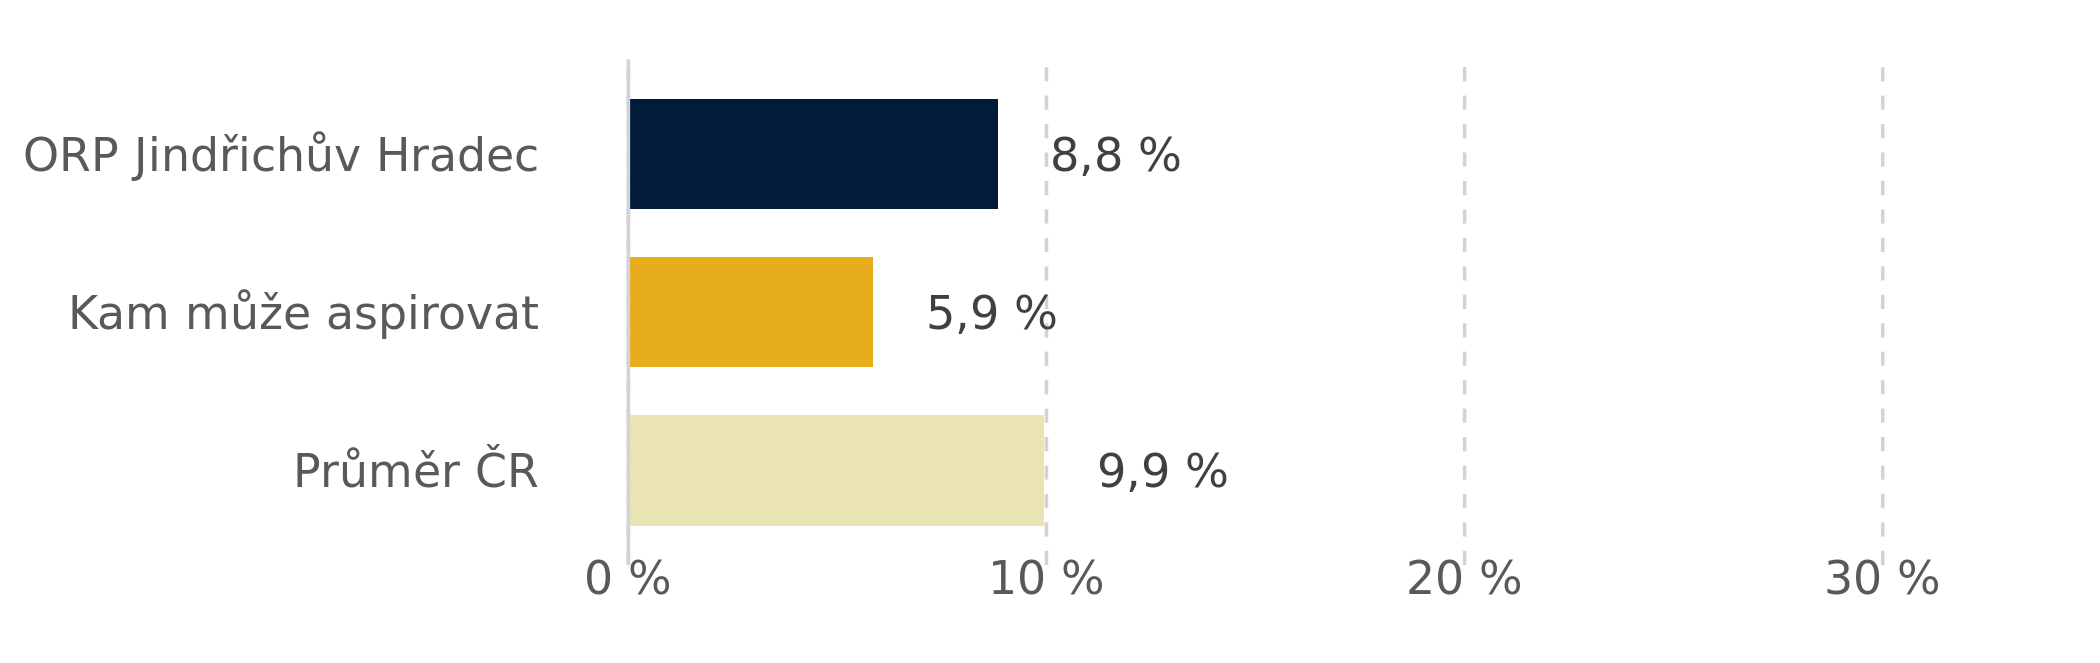 ORP Jindřichův Hradec
8,8 %
Kam může aspirovat
5,9 %
Průměr ČR
9,9 %
0 %
10 %
20 %
30 %